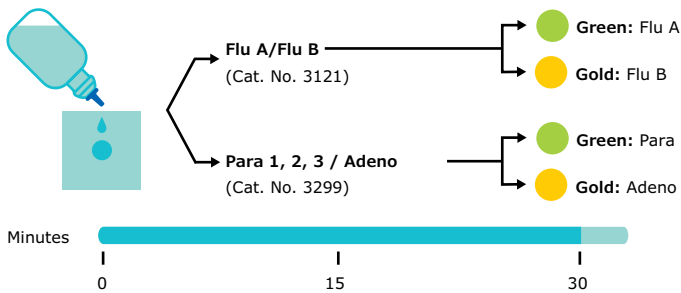 Flu A/Flu B
(Cat. No. 3121)
Green: Flu A
Gold: Flu B
Para 1, 2, 3 / Adeno
(Cat. No. 3299)
Green: Para
Gold: Adeno
Minutes
0
15
30